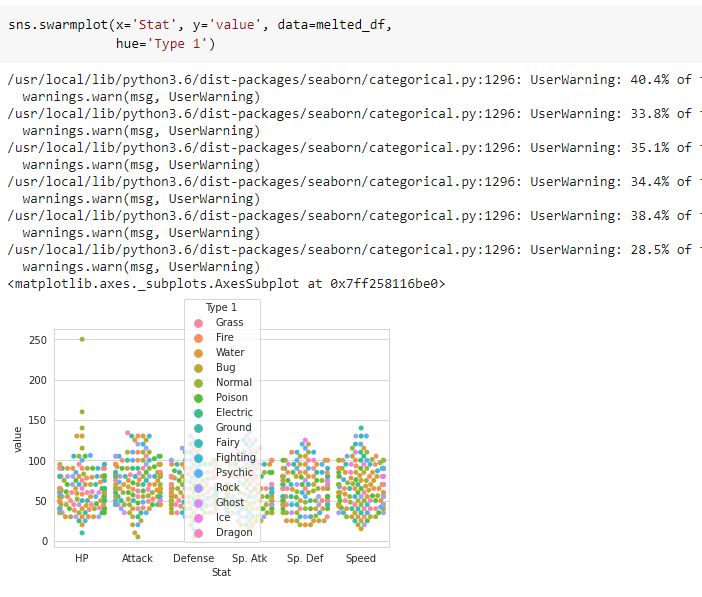 sns.swarmplot(x='Stat', y='value', data=melted_df,
hue='Type 1')
/usr/local/lib/python3.6/dist-packages/seaborn/categorical.py:1296: UserWarning: 40.4% of
warnings.warn(msg, UserWarning)
/usr/local/lib/python3.6/dist-packages/seaborn/categorical.py:1296: UserWarning: 33.8% of
warnings.warn(msg, UserWarning)
/usr/local/lib/python3.6/dist-packages/seaborn/categorical.py:1296: UserWarning: 35.1% of
warnings.warn(msg, UserWarning)
/usr/local/lib/python3.6/dist-packages/seaborn/categorical.py:1296: UserWarning: 34.4% of
warnings.warn(msg, UserWarning)
/usr/local/lib/python3.6/dist-packages/seaborn/categorical.py:1296: UserWarning: 38.4% of
warnings.warn(msg, UserWarning)
/usr/local/lib/python3.6/dist-packages/seaborn/categorical.py:1296: UserWarning: 28.5% of
warnings.warn(msg, UserWarning)
<matplotlib.axes._subplots.AxesSubplot at 0x7ff258116be0>
Type 1
Grass
Fire
Water
Bug
Normal
Poison
Electric
Ground
Fairy
Fighting
Psychic
Rock
Ghost
Ice
Dragon
250
200
150
100
50
0
value
HP Attack Defense Sp. Atk Sp. Def Speed
Stat